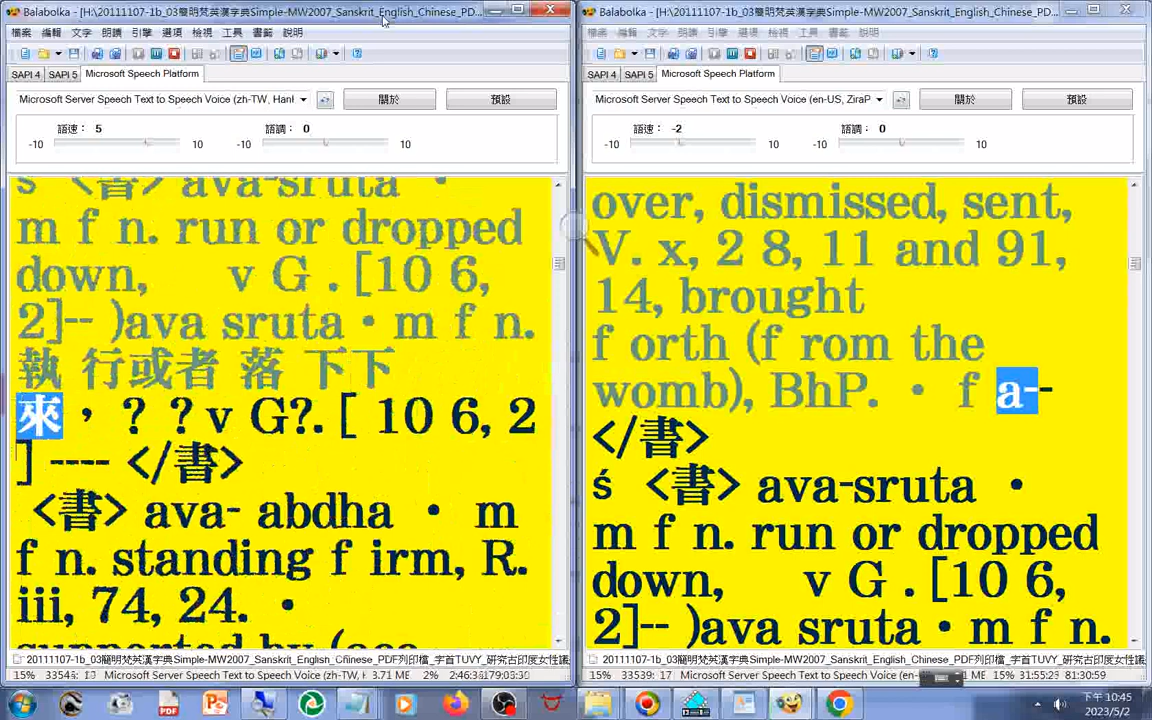 Balabolka - [H:\20111107-1b_03簡明梵英漢字典Simple-MW2007_Sanskrit_English_Chinese_PD...
檔案 編輯 文字 朗讀 引擎 選項 檢視 工具 書籤 說明
SAPI 4 SAPI 5 Microsoft Speech Platform
Microsoft Server Speech Text to Speech Voice (zh-TW, Hanl
關於 預設
語速： 5 語調： 0
-10 10 -10 10
ś <書> ava-sruta •
m f n. run or dropped
down, v G . [10 6,
2]-- )ava sruta • m f n.
執 行或者 落 下下
來， ? ? v G?. [ 10 6, 2
] ---- </書>
<書> ava- abdha • m
f n. standing f irm, R.
iii, 74, 24. •
supported by (acc
20111107-1b_03簡明梵英漢字典Simple-MW2007_Sanskrit_English_Chinese_PDF列印檔_字首TUVY_研究古印度女性議
15% Microsoft Server Speech Text to Speech Voice (zh-TW, 3.71 MB 2%
Balabolka - [H:\20111107-1b_03簡明梵英漢字典Simple-MW2007_Sanskrit_English_Chinese_PD...
檔案 編輯 文字 朗讀 引擎 選項 檢視 工具 書籤 說明
SAPI 4 SAPI 5 Microsoft Speech Platform
Microsoft Server Speech Text to Speech Voice (en-US, ZiraP
關於 預設
語速： -2 語調： 0
-10 10 -10 10
over, dismissed, sent,
V. x, 2 8, 11 and 91,
14, brought
f orth (f rom the
womb), BhP. • f a--
</書>
ś <書> ava-sruta •
m f n. run or dropped
down, v G . [10 6,
2]-- )ava sruta • m f n.
20111107-1b_03簡明梵英漢字典Simple-MW2007_Sanskrit_English_Chinese_PDF列印檔_字首TUVY_研究古印度女性議
15% 33539: 17 Microsoft Server Speech Text to Speech Voice 15% 31:55:23 81:30:59
下午 10:45
2023/5/2